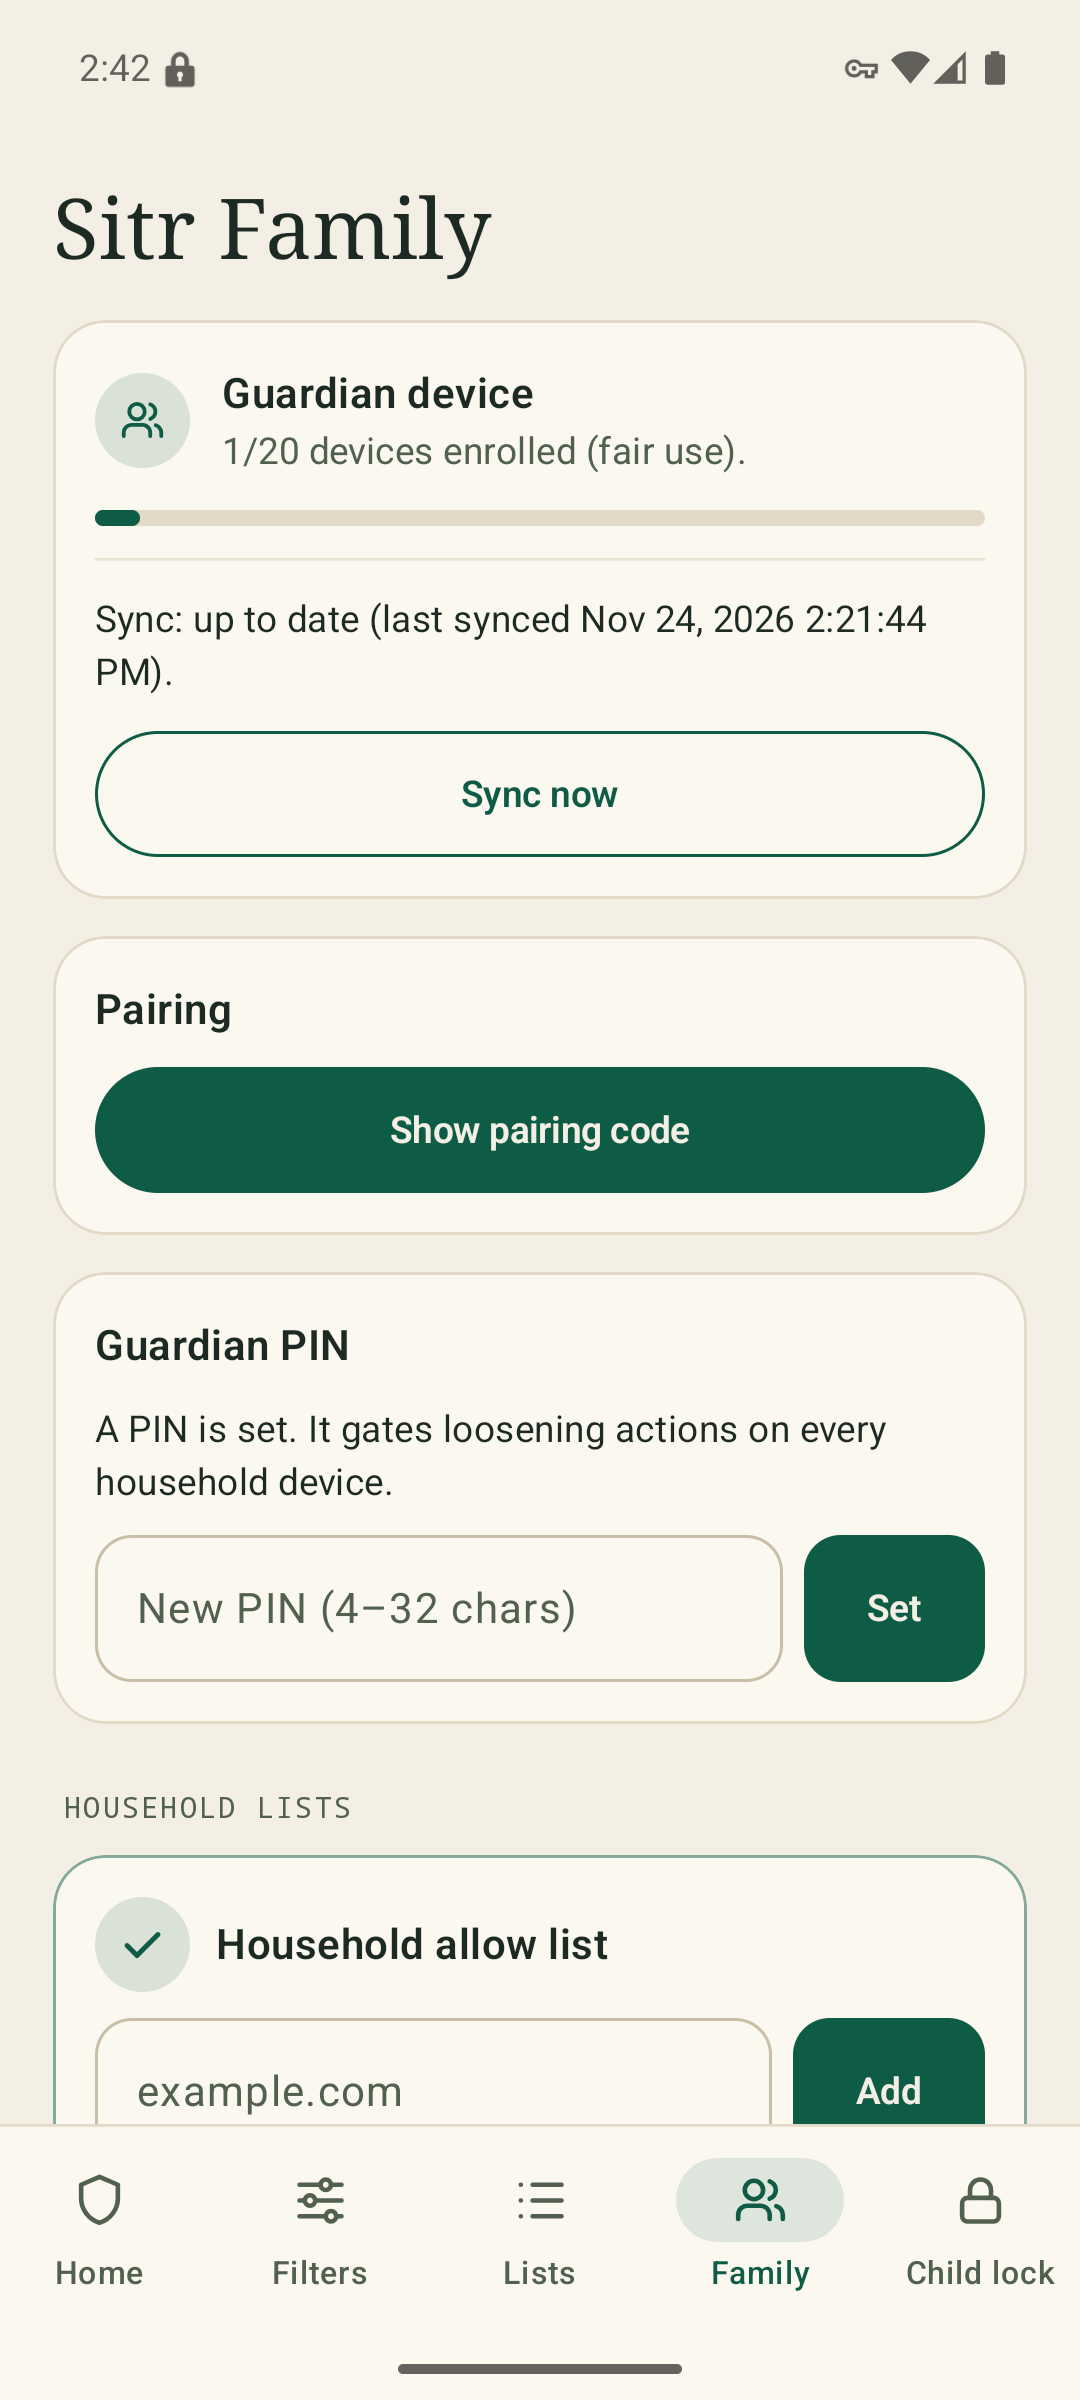 2:42
Sitr Family
Guardian device
1/20 devices enrolled (fair use).
Sync: up to date (last synced Nov 24, 2026 2:21:44
PM).
Sync now
Pairing
Show pairing code
Guardian PIN
A PIN is set. It gates loosening actions on every
household device.
New PIN (4–32 chars)
Set
HOUSEHOLD LISTS
Household allow list
example.com
Add
Home
Filters
Lists
Family
Child lock